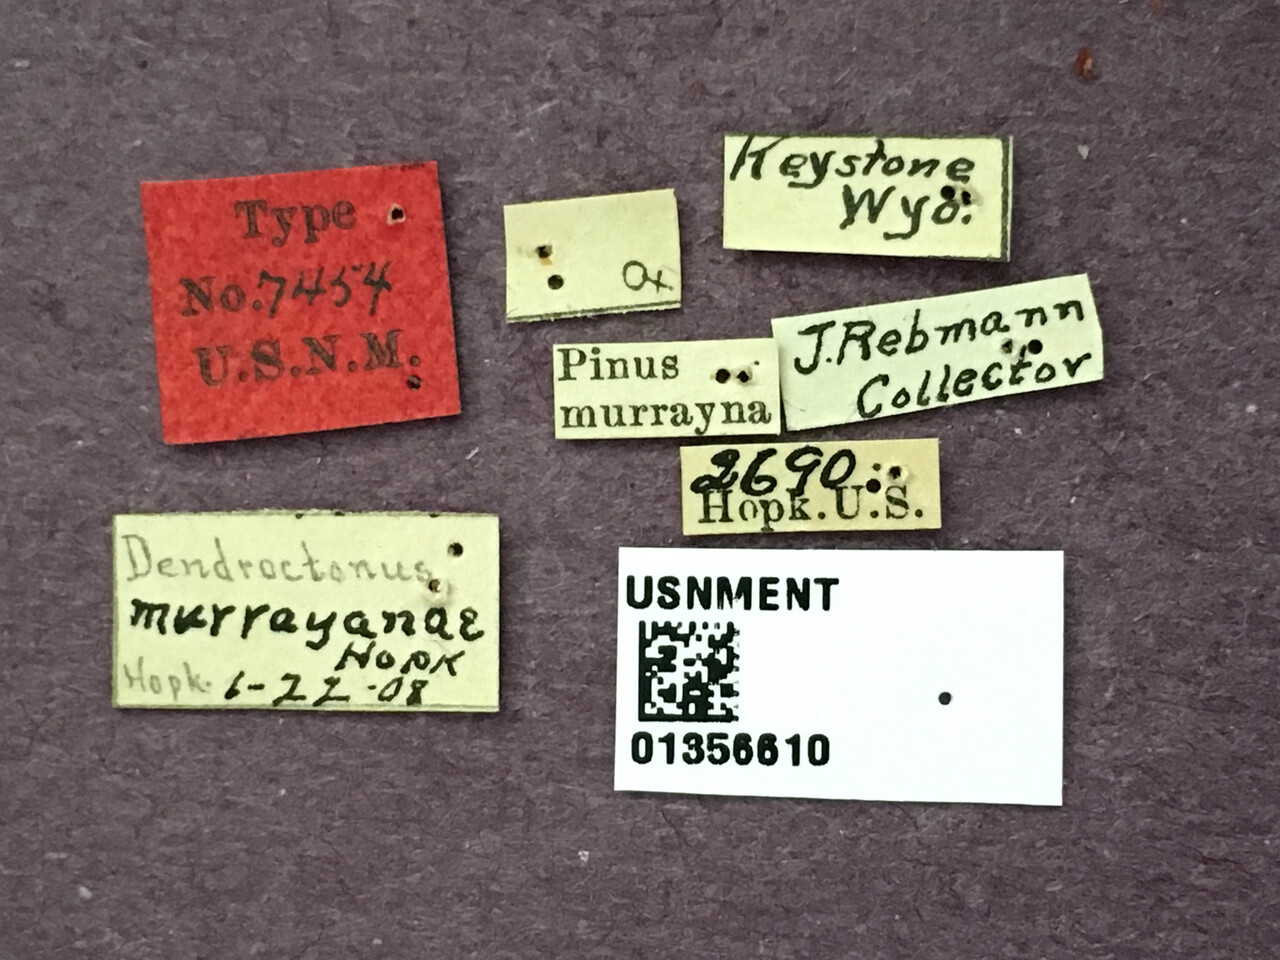 Type
No.7454
U.S.N.M.
♀
Keystone
Wyo.
Pinus
murrayna
J.Rebmann
Collector
2690
Hopk.U.S.
Dendroctonus
murrayanae
Hopk
Hopk. 6-22-08
USNMENT
01356610